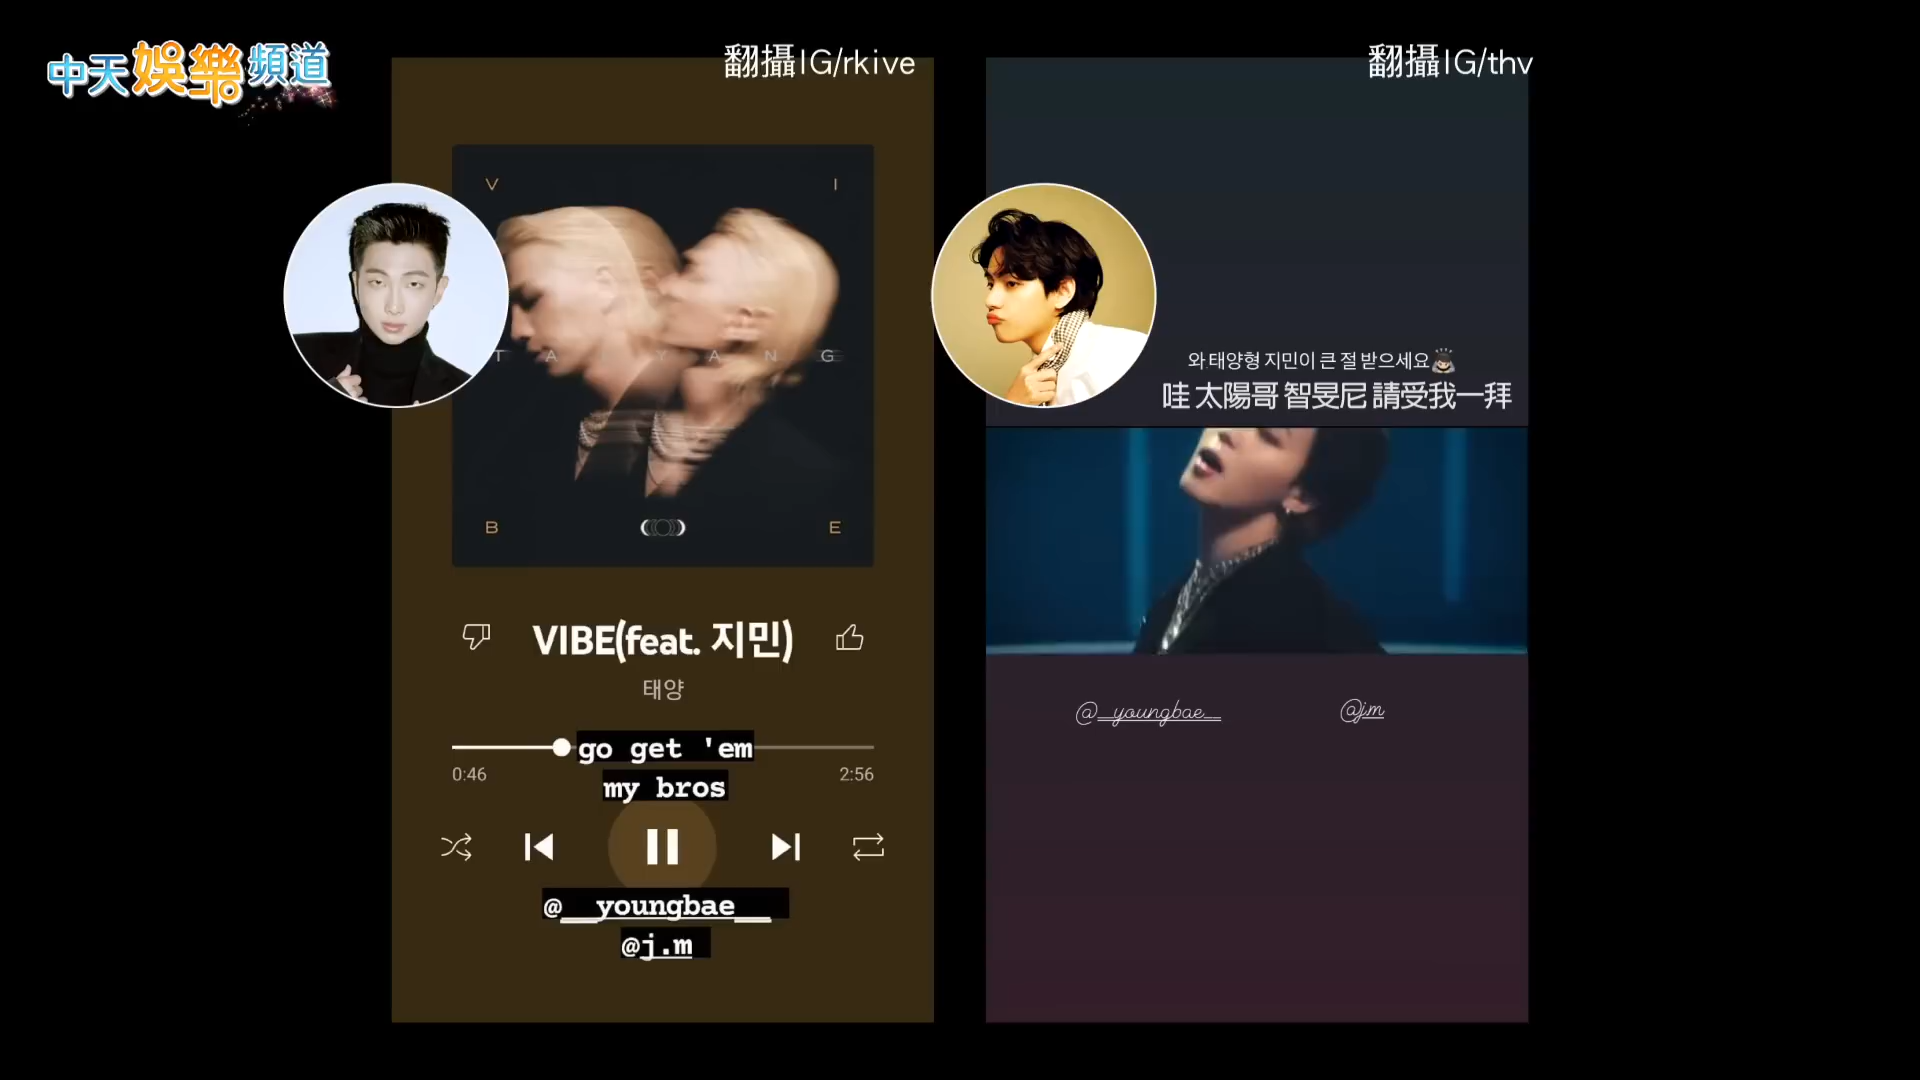 中天娛樂頻道
翻攝IG/rkive
V I
TAEYANG
B E
VIBE(feat. 지민)
태양
go get 'em
0:46 2:56
my bros
@__youngbae__
@j.m
翻攝IG/thv
와 태양형 지민이 큰 절 받으세요
哇 太陽哥 智旻尼 請受我一拜
@__youngbae__ @j.m